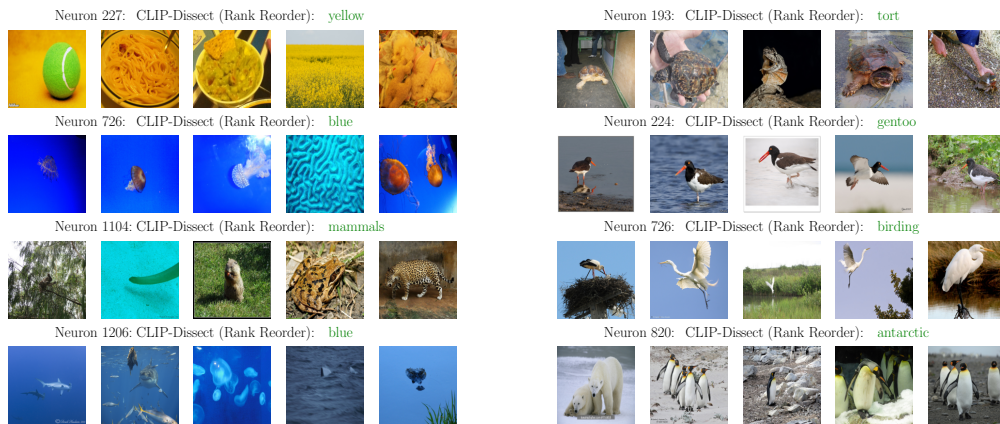 Neuron 227: CLIP-Dissect (Rank Reorder): yellow
Neuron 193: CLIP-Dissect (Rank Reorder): tort
Neuron 726: CLIP-Dissect (Rank Reorder): blue
Neuron 224: CLIP-Dissect (Rank Reorder): gentoo
Neuron 1104: CLIP-Dissect (Rank Reorder): mammals
Neuron 726: CLIP-Dissect (Rank Reorder): birding
Neuron 1206: CLIP-Dissect (Rank Reorder): blue
Neuron 820: CLIP-Dissect (Rank Reorder): antarctic